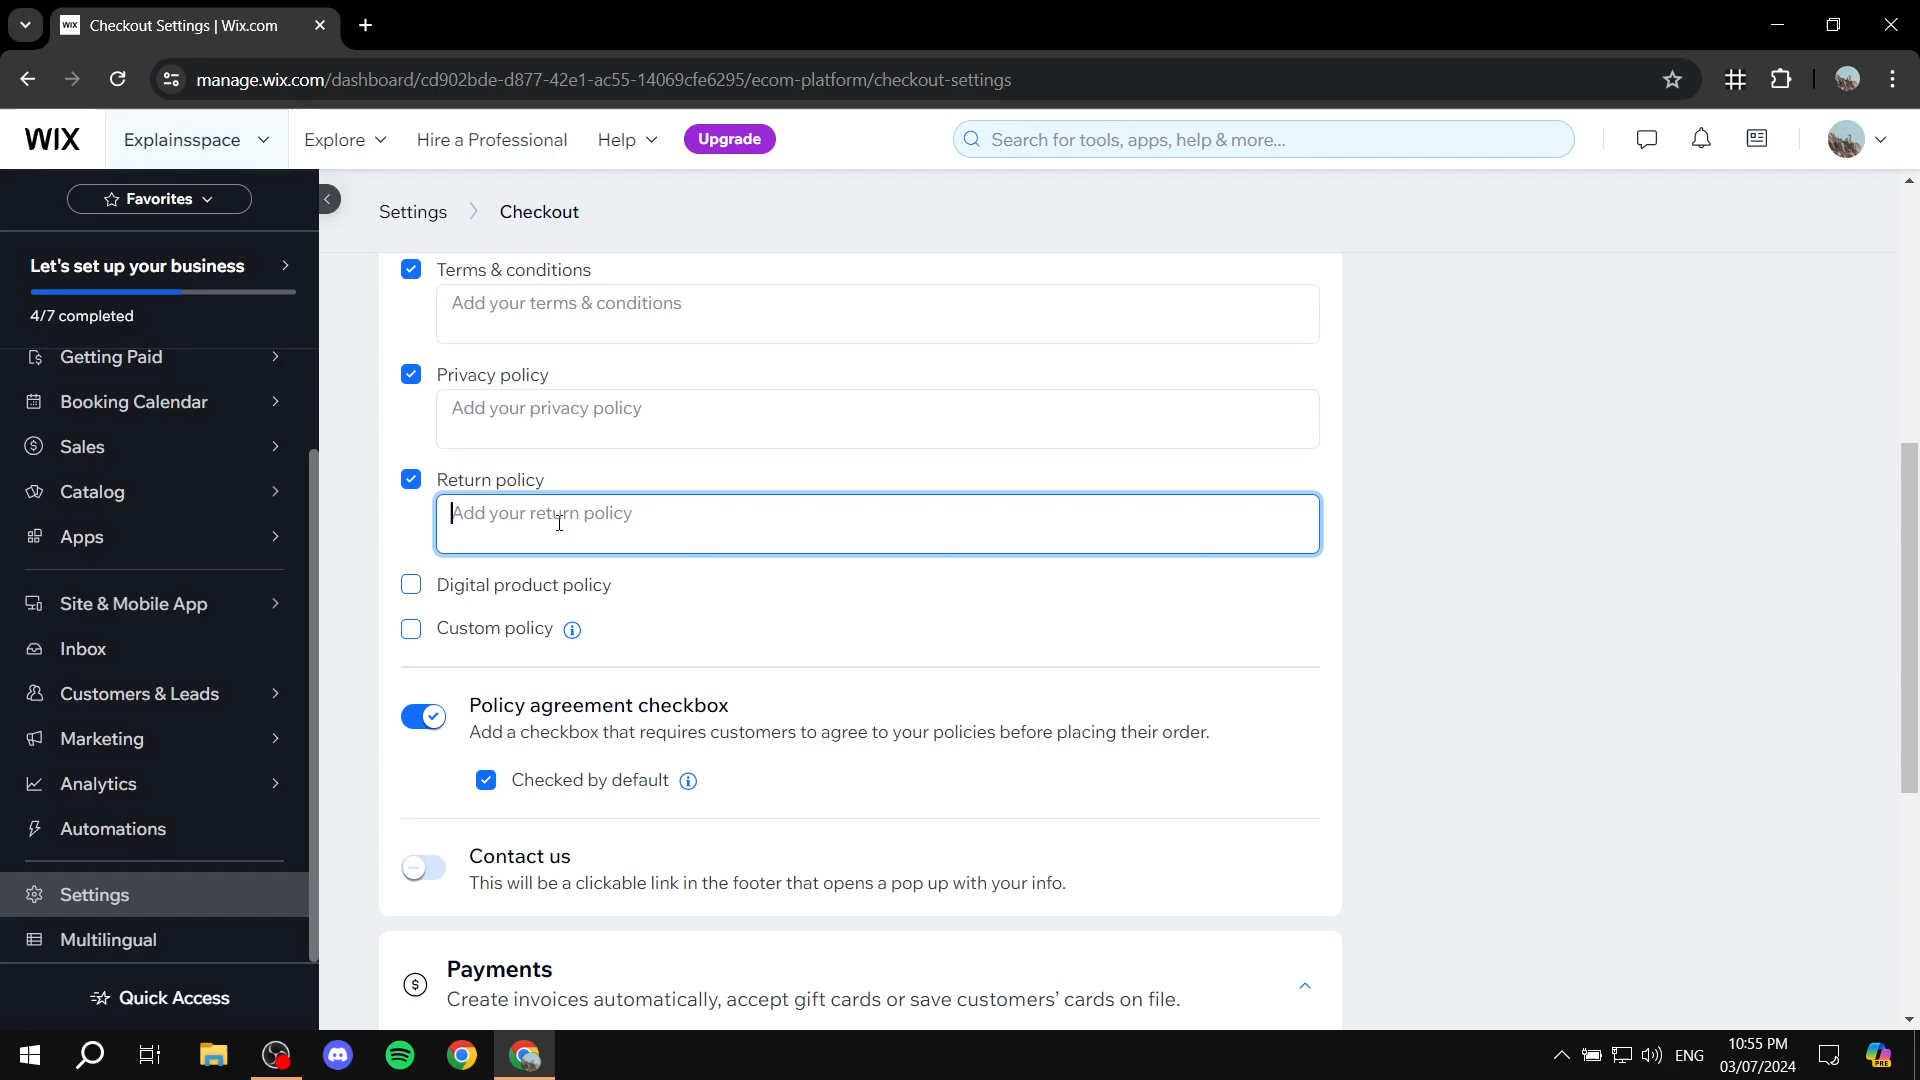 WIX
Checkout Settings | Wix.com
manage.wix.com/dashboard/cd902bde-d877-42e1-ac55-14069cfe6295/ecom-platform/checkout-settings
WIX
Explainsspace
Explore
Hire a Professional
Help
Upgrade
Search for tools, apps, help & more...
Favorites
Let's set up your business
4/7 completed
Getting Paid
Booking Calendar
Sales
Catalog
Apps
Site & Mobile App
Inbox
Customers & Leads
Marketing
Analytics
Automations
Settings
Multilingual
Quick Access
Settings
Checkout
Terms & conditions
Add your terms & conditions
Privacy policy
Add your privacy policy
Return policy
Add your return policy
Digital product policy
Custom policy
Policy agreement checkbox
Add a checkbox that requires customers to agree to your policies before placing their order.
Checked by default
Contact us
This will be a clickable link in the footer that opens a pop up with your info.
Payments
Create invoices automatically, accept gift cards or save customers' cards on file.
ENG
10:55 PM
03/07/2024
PRE